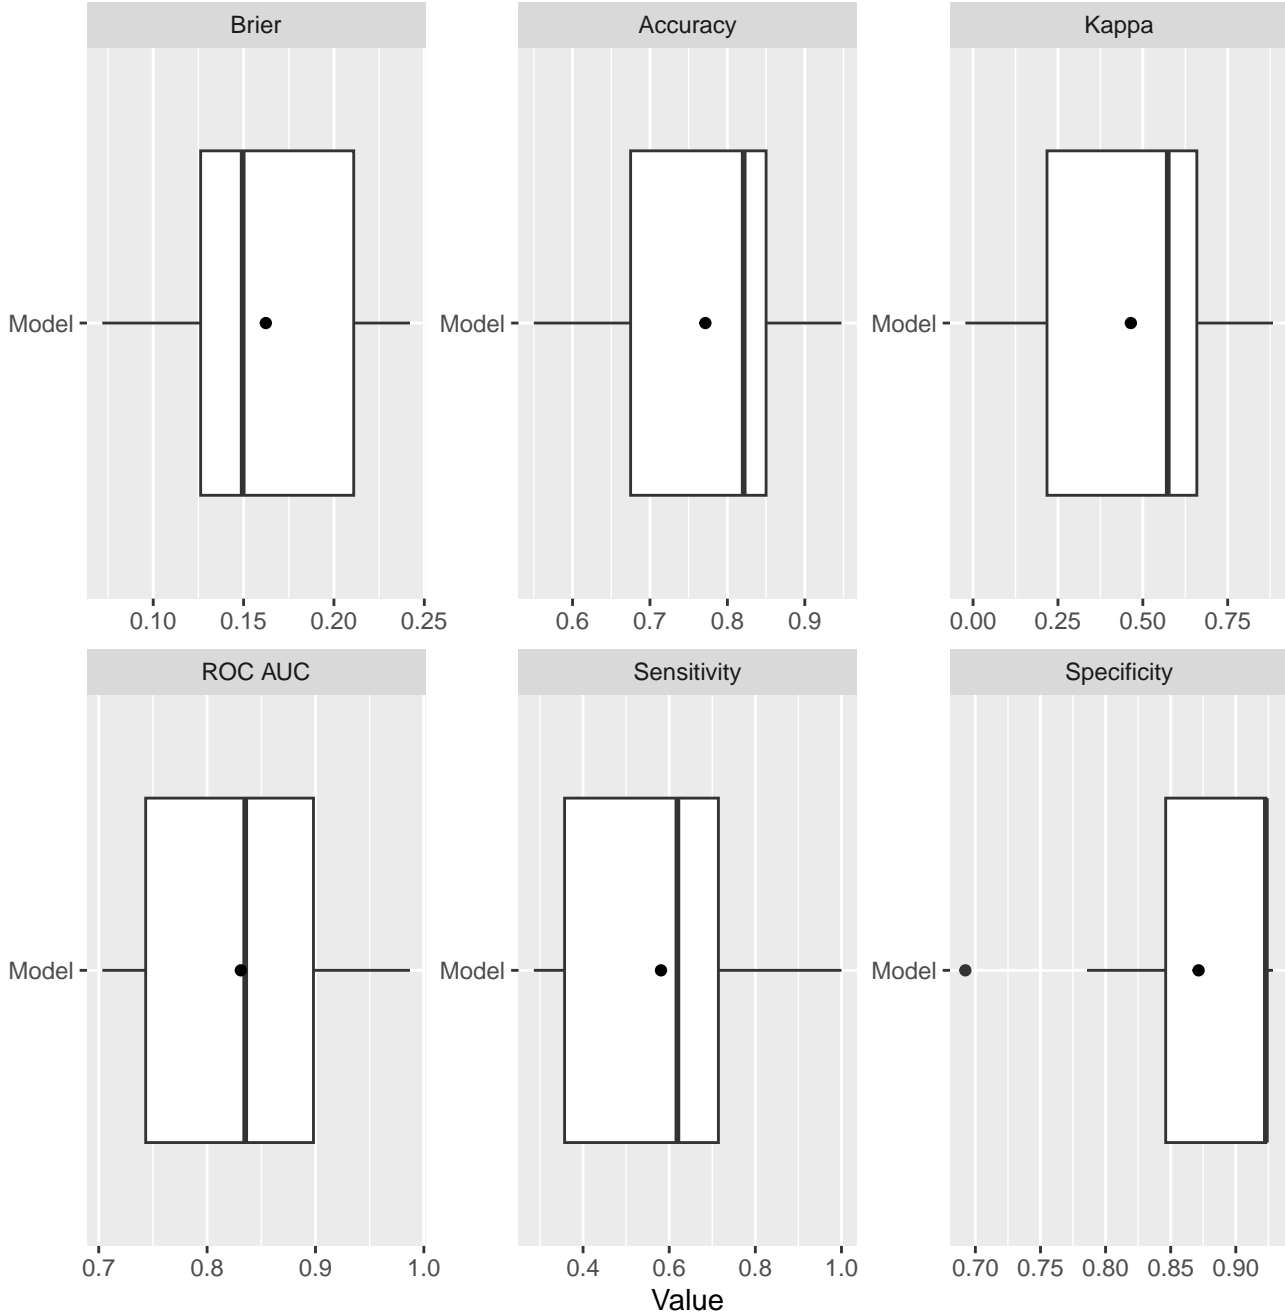 Brier Accuracy Kappa
Model Model Model
0.10 0.15 0.20 0.25 0.6 0.7 0.8 0.9 0.00 0.25 0.50 0.75
ROC AUC Sensitivity Specificity
Model Model Model
0.7 0.8 0.9 1.0 0.4 0.6 0.8 1.0 0.70 0.75 0.80 0.85 0.90
Value